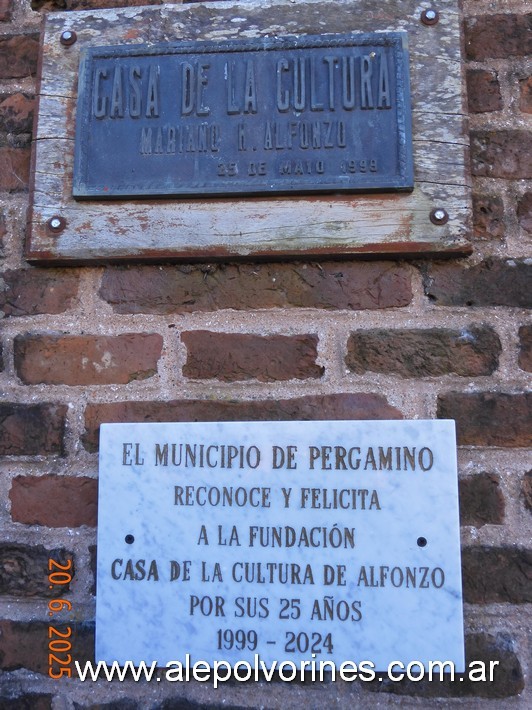 CASA DE LA CULTURA
MARIANO H. ALFONZO
25 DE MAYO 1998
EL MUNICIPIO DE PERGAMINO
RECONOCE Y FELICITA
A LA FUNDACIÓN
CASA DE LA CULTURA DE ALFONZO
POR SUS 25 AÑOS
1999 - 2024
20. 6. 2025
www.alepolvorines.com.ar